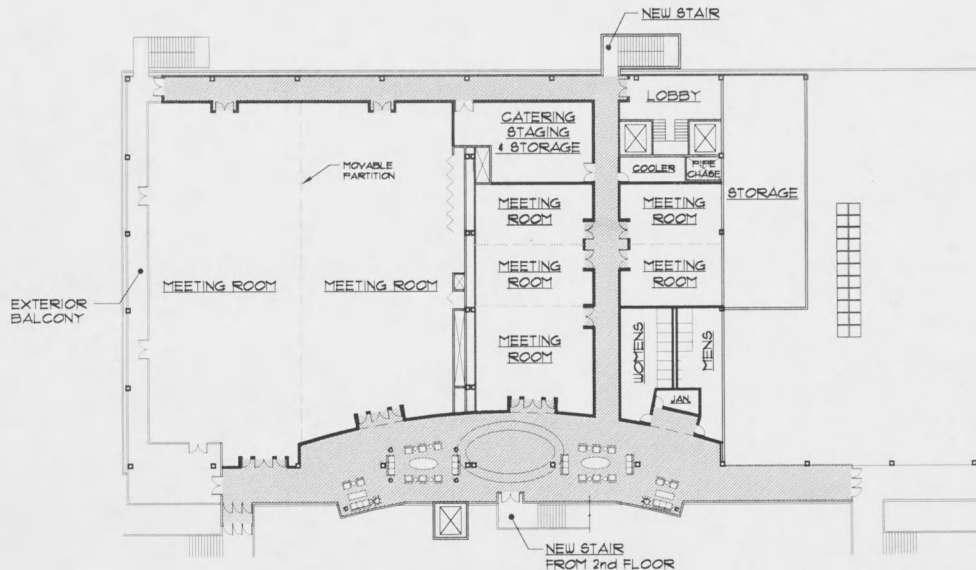 NEW STAIR
LOBBY
CATERING
STAGING
& STORAGE
MOVABLE
PARTITION
COOLER
PIPE
CHASE
STORAGE
MEETING
ROOM
MEETING
ROOM
MEETING
ROOM
MEETING
ROOM
MEETING ROOM
MEETING ROOM
EXTERIOR
BALCONY
MEETING
ROOM
WOMENS
MENS
JAN.
NEW STAIR
FROM 2nd FLOOR